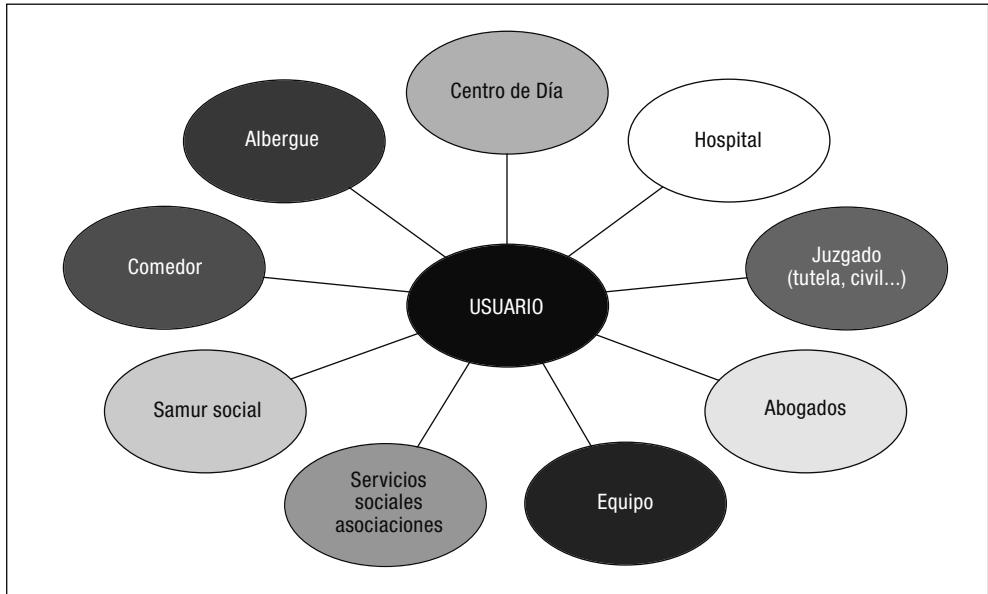 Centro de Día
Albergue
Hospital
Comedor
Juzgado
(tutela, civil...)
USUARIO
Samur social
Abogados
Servicios
sociales
asociaciones
Equipo